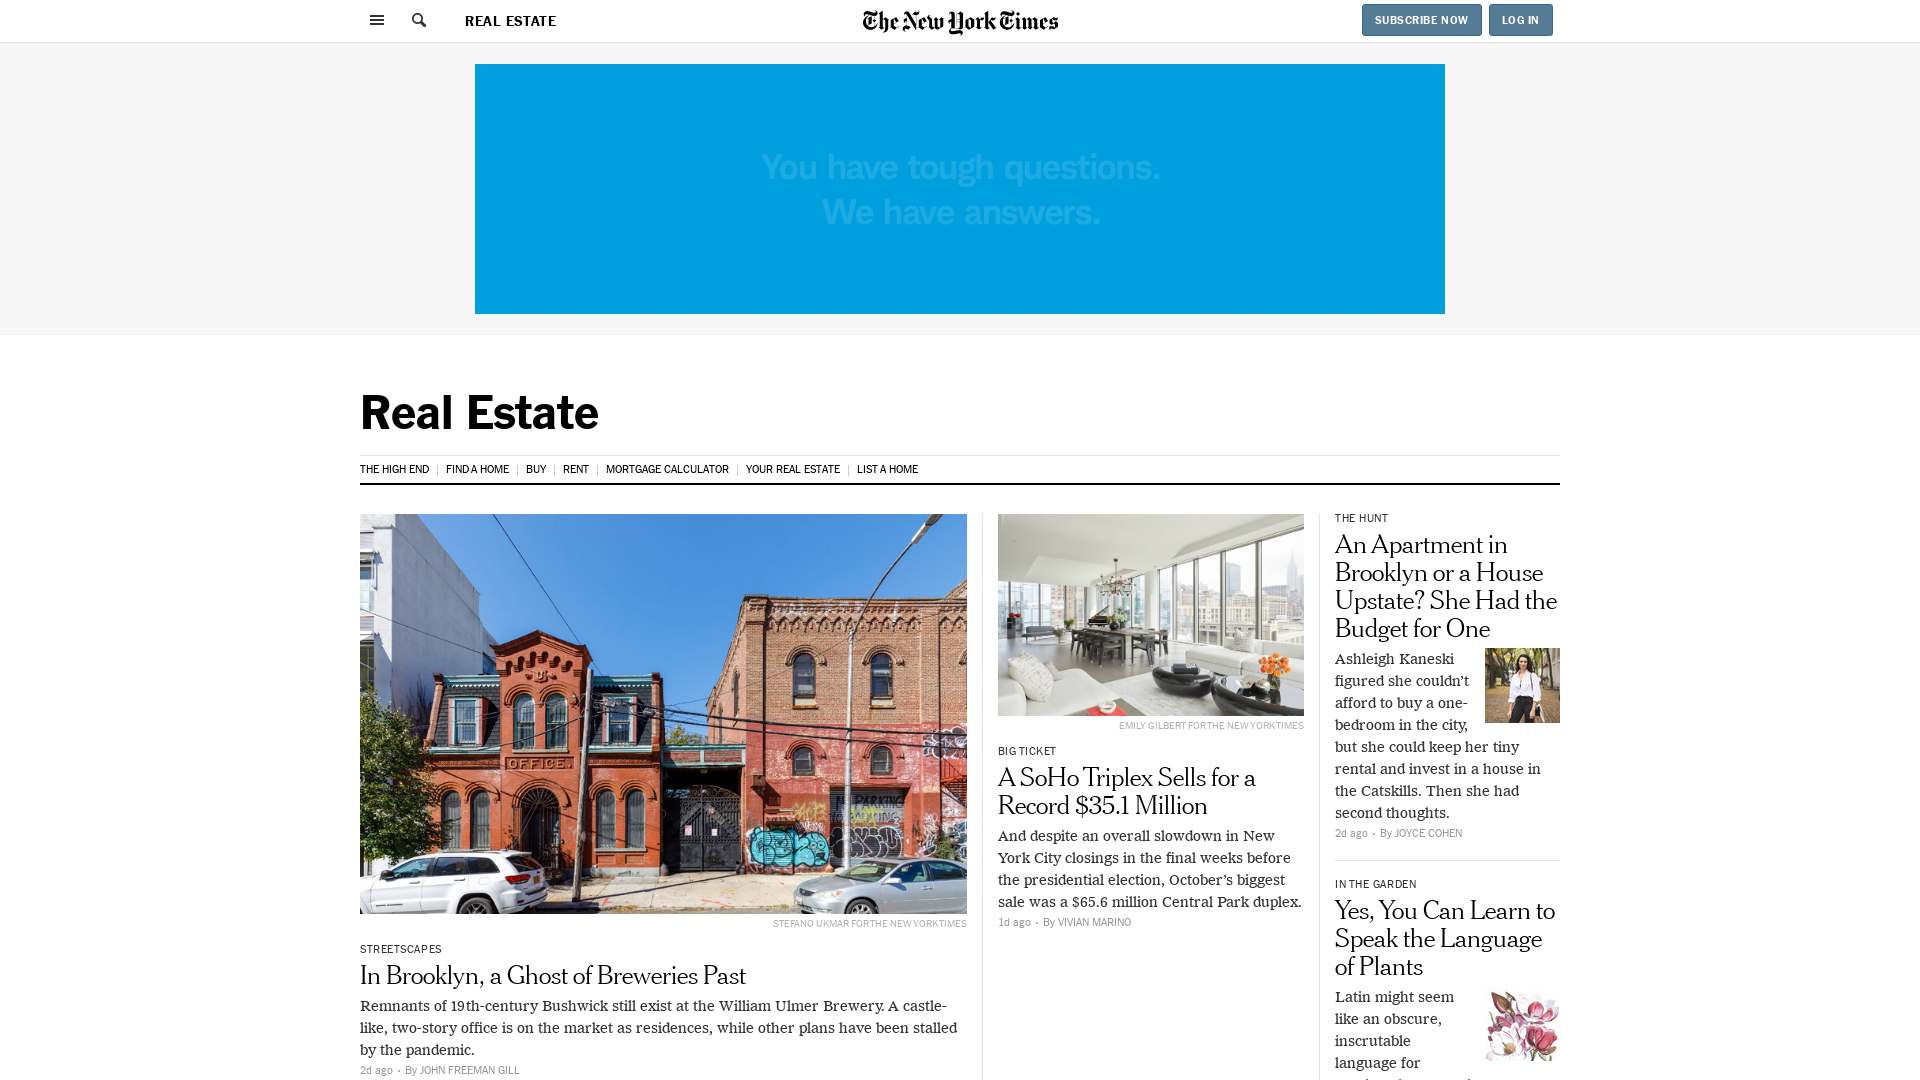 REAL ESTATE
The New York Times
SUBSCRIBE NOW
LOG IN
You have tough questions.
We have answers.
Real Estate
THE HIGH END
FIND A HOME
BUY
RENT
MORTGAGE CALCULATOR
YOUR REAL ESTATE
LIST A HOME
OFFICE.
NO PARKING
STEFANO UKMAR FOR THE NEW YORK TIMES
STREETSCAPES
In Brooklyn, a Ghost of Breweries Past
Remnants of 19th-century Bushwick still exist at the William Ulmer Brewery. A castle-
like, two-story office is on the market as residences, while other plans have been stalled
by the pandemic.
2d ago · By JOHN FREEMAN GILL
EMILY GILBERT FOR THE NEW YORK TIMES
BIG TICKET
A SoHo Triplex Sells for a
Record $35.1 Million
And despite an overall slowdown in New
York City closings in the final weeks before
the presidential election, October’s biggest
sale was a $65.6 million Central Park duplex.
1d ago · By VIVIAN MARINO
THE HUNT
An Apartment in
Brooklyn or a House
Upstate? She Had the
Budget for One
Ashleigh Kaneski
figured she couldn’t
afford to buy a one-
bedroom in the city,
but she could keep her tiny
rental and invest in a house in
the Catskills. Then she had
second thoughts.
2d ago · By JOYCE COHEN
IN THE GARDEN
Yes, You Can Learn to
Speak the Language
of Plants
Latin might seem
like an obscure,
inscrutable
language for